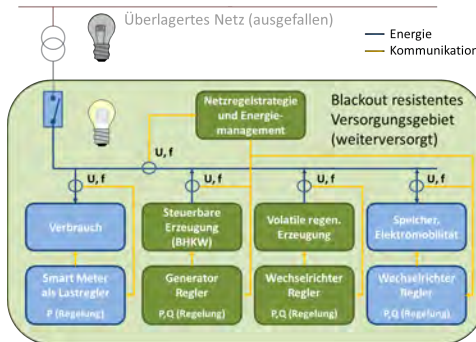 Überlagertes Netz (ausgefallen)
Energie
Kommunikation
Netzregelstrategie
und Energie-
management
Blackout resistentes
Versorgungsgebiet
(weiterversorgt)
U, f
U, f
U, f
U, f
U, f
Verbrauch
Steuerbare
Erzeugung
(BHKW)
Volatile regen.
Erzeugung
Speicher,
Elektromobilität
Smart Meter
als Lastregler
P (Regelung)
Generator
Regler
P,Q (Regelung)
Wechselrichter
Regler
P,Q (Regelung)
Wechselrichter
Regler
P,Q (Regelung)